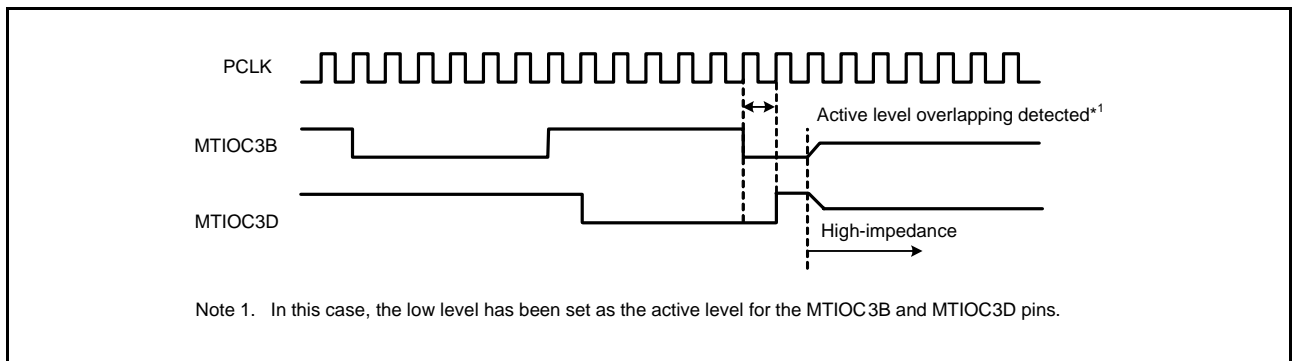 PCLK
Active level overlapping detected*1
MTIOC3B
MTIOC3D
High-impedance
Note 1. In this case, the low level has been set as the active level for the MTIOC3B and MTIOC3D pins.